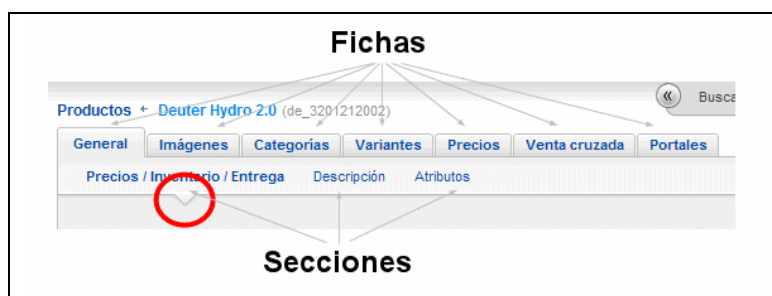 Fichas
Busca
Productos Deuter Hydro 2.0 (de_3201212002)
General Imágenes Categorías Variantes Precios Venta cruzada Portales
Precios / Inventario / Entrega Descripción Atributos
Secciones